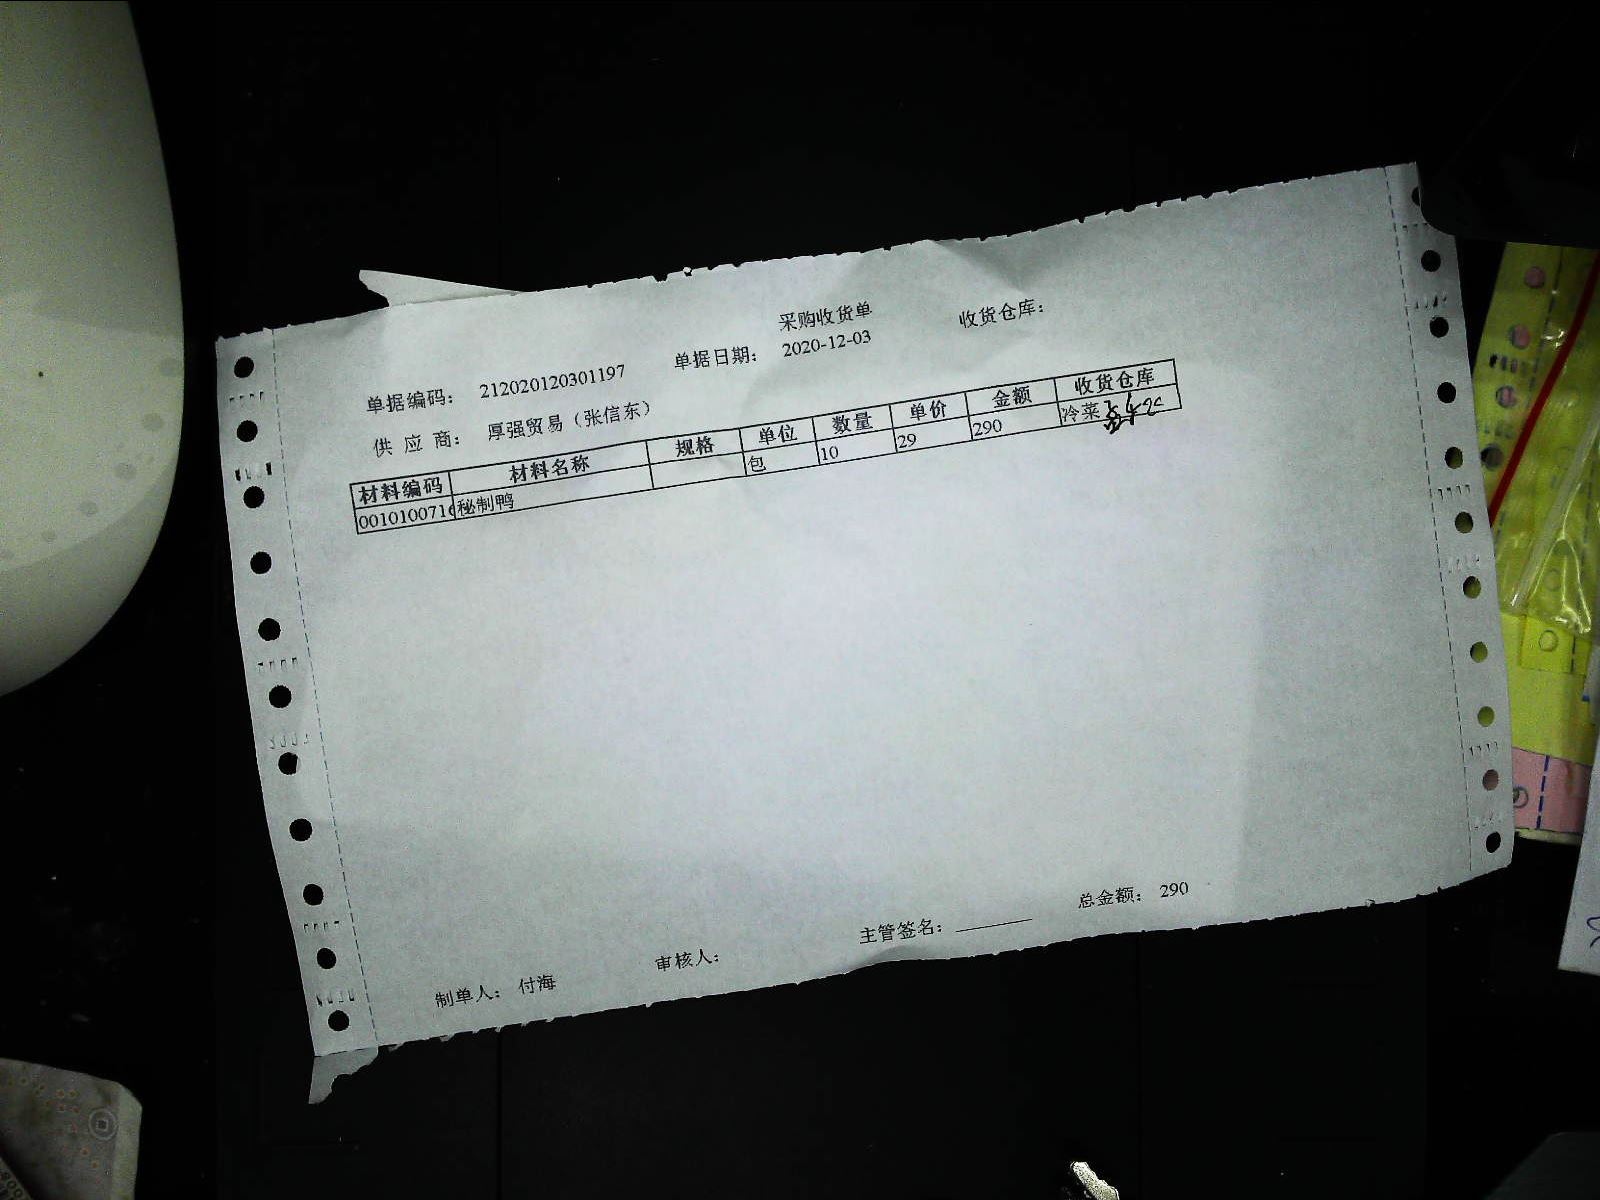 采购收货单
收货仓库：
单据编码： 212020120301197 单据日期： 2020-12-03
供 应 商： 厚强贸易（张信东）
材料编码 材料名称 规格 单位 数量 单价 金额 收货仓库
001010071 秘制鸭 包 10 29 290 冷菜
制单人： 付海 审核人： 主管签名： 总金额： 290